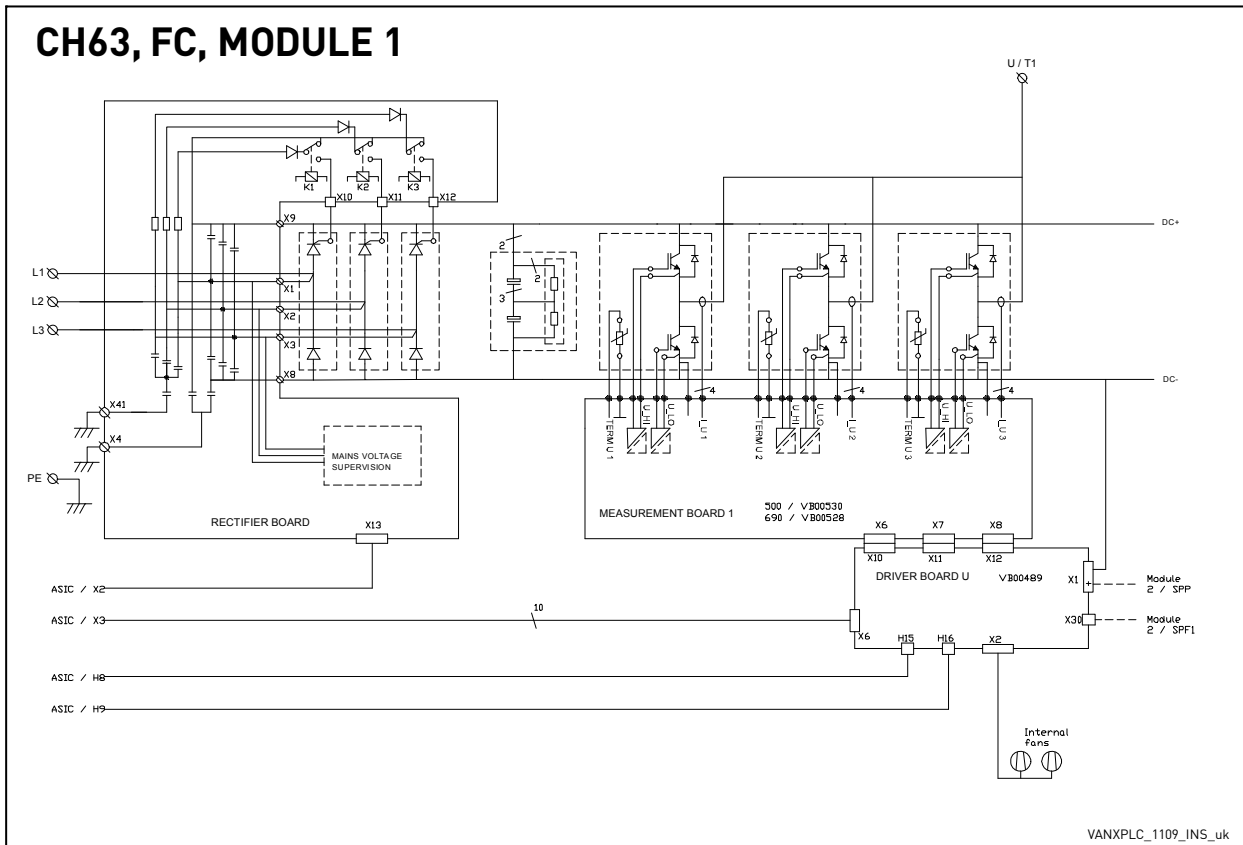 CH63, FC, MODULE 1
U / T1
K1
K2
K3
X10
X11
X12
X9
DC+
2
2
3
L1
X1
L2
X2
L3
X3
X8
DC-
X41
X4
4
4
4
TERM U 1
U_HI
U_LO
I_U 1
TERM U 2
U_HI
U_LO
I_U 2
TERM U 3
U_HI
U_LO
I_U 3
MAINS VOLTAGE
SUPERVISION
PE
RECTIFIER BOARD
X13
MEASUREMENT BOARD 1
500 / VB00530
690 / VB00528
X6
X7
X8
X10
X11
X12
DRIVER BOARD U
VB00489
X1
+
Module
2 / SPP
ASIC / X2
ASIC / X3
10
X6
H15
H16
X2
X30
Module
2 / SPF1
ASIC / H8
ASIC / H9
Internal
fans
VANXPLC_1109_INS_uk